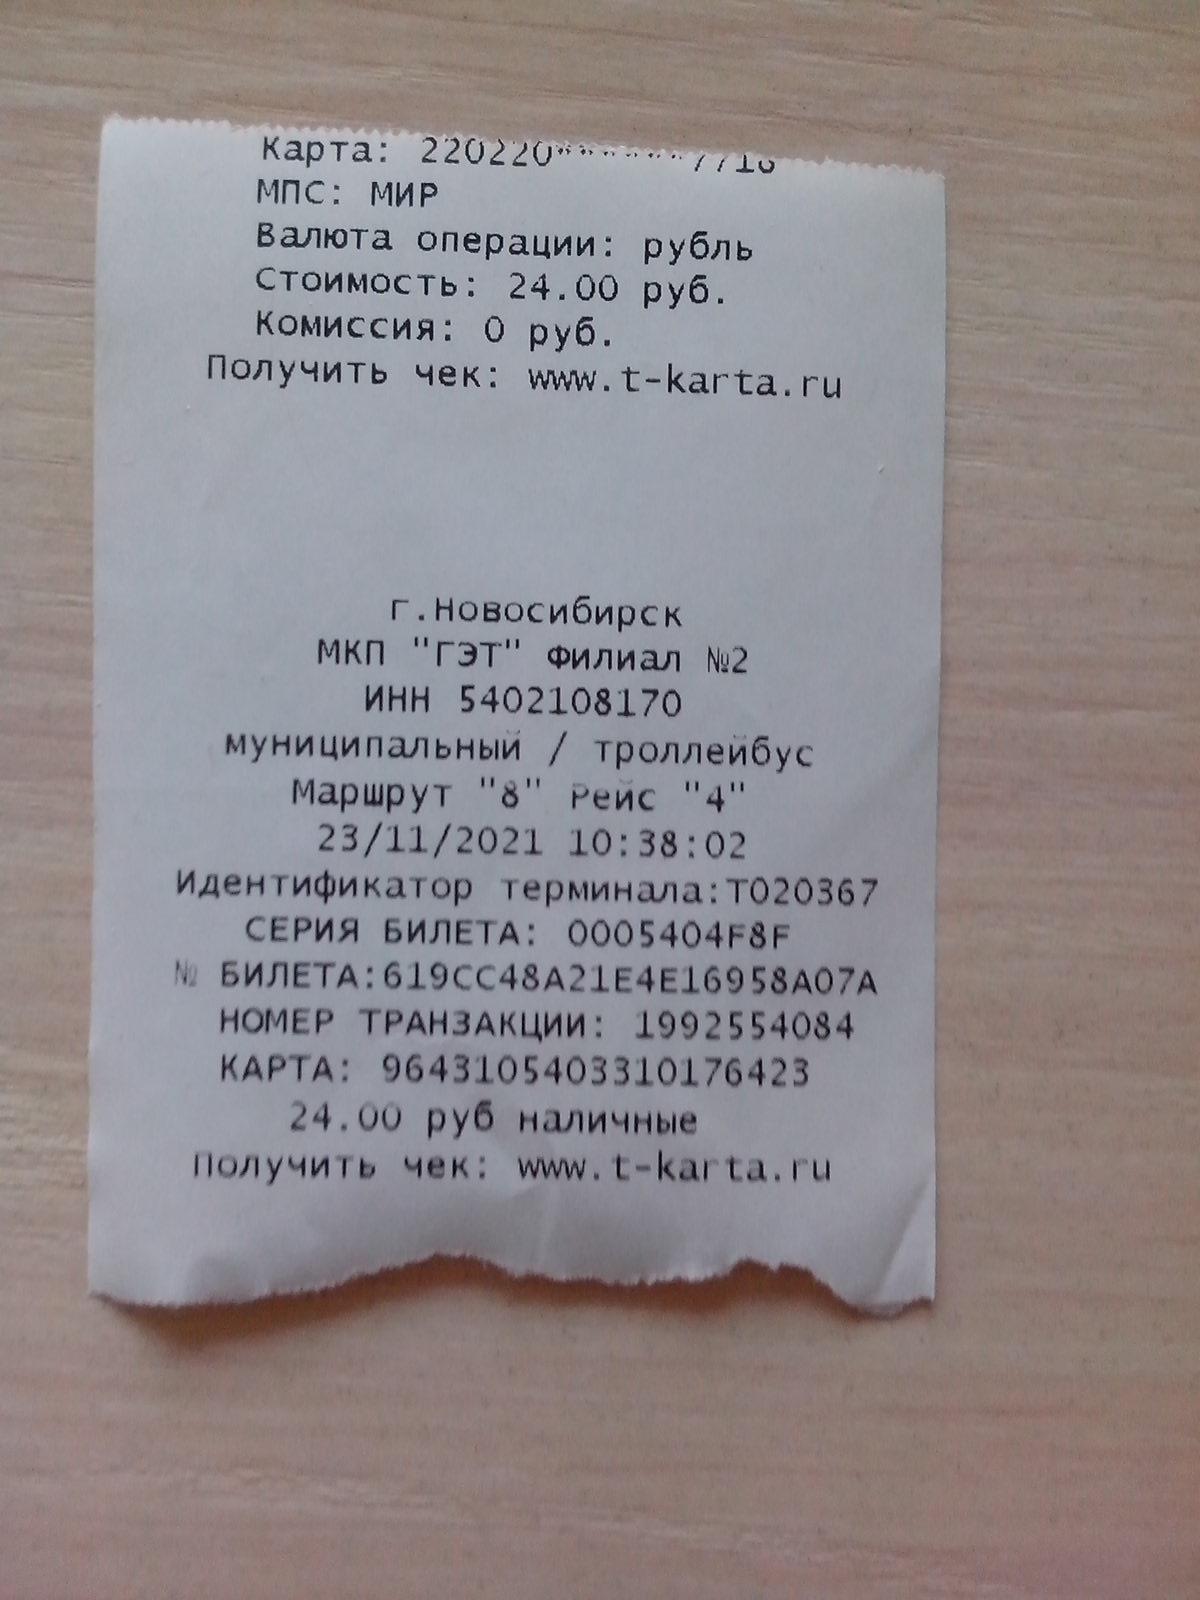 Карта: 220220******
МПС: МИР
Валюта операции: рубль
Стоимость: 24.00 руб.
Комиссия: 0 руб.
Получить чек: www.t-karta.ru
г.Новосибирск
МКП "ГЭТ" Филиал №2
ИНН 5402108170
муниципальный / троллейбус
Маршрут "8" Рейс "4"
23/11/2021 10:38:02
Идентификатор терминала:T020367
СЕРИЯ БИЛЕТА: 0005404F8F
№ БИЛЕТА:619CC48A21E4E16958A07A
НОМЕР ТРАНЗАКЦИИ: 1992554084
КАРТА: 9643105403310176423
24.00 руб наличные
Получить чек: www.t-karta.ru